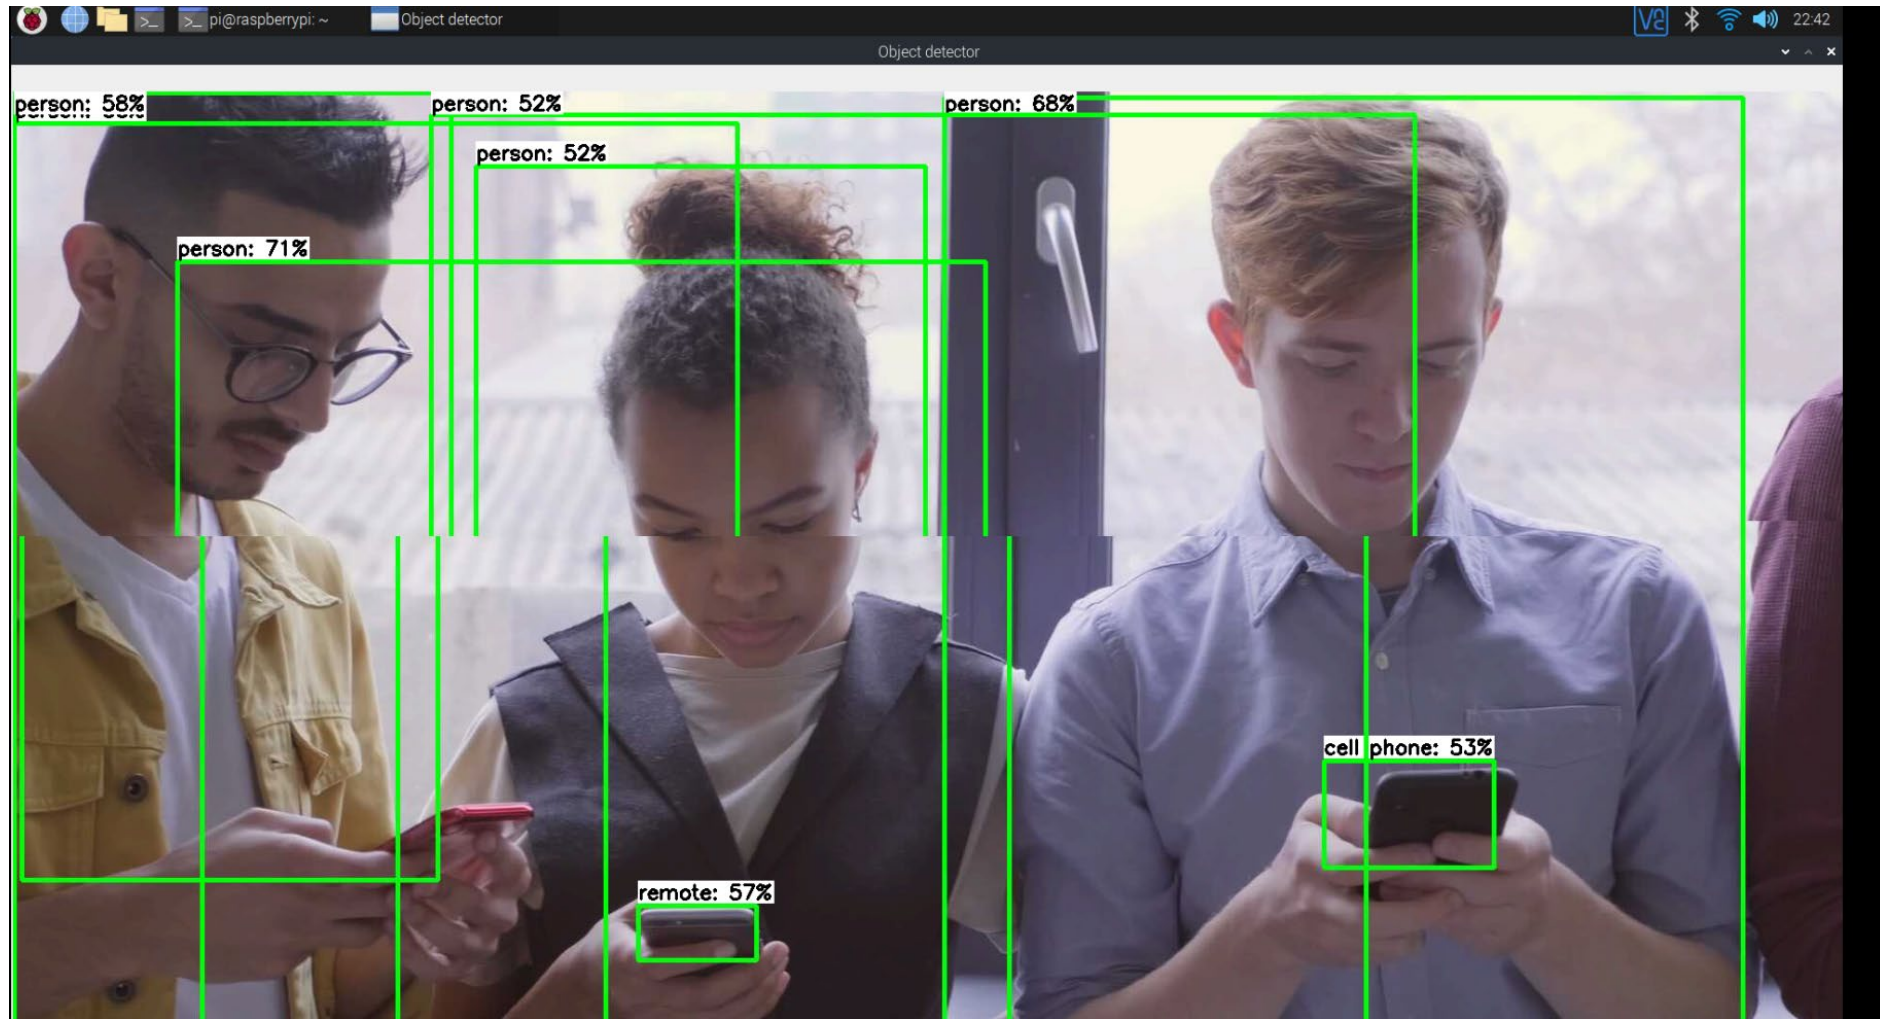 pi@raspberrypi: ~
Object detector
VNC
22:42
Object detector
person: 58%
person: 52%
person: 68%
person: 52%
person: 71%
cell phone: 53%
remote: 57%